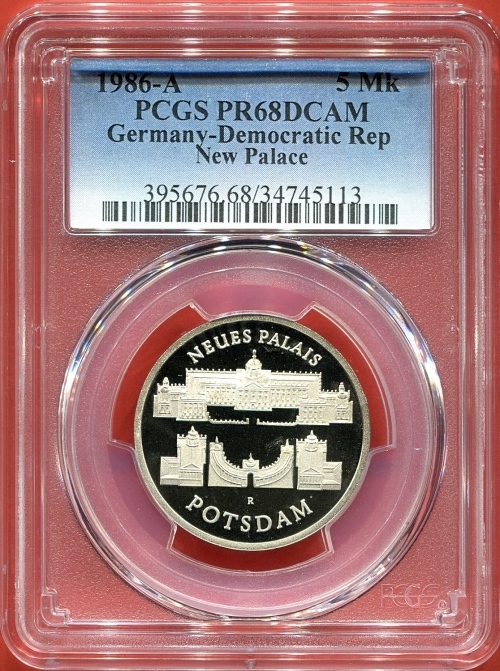 1986-A 5 Mk
PCGS PR68DCAM
Germany-Democratic Rep
New Palace
395676.68/34745113
NEUES PALAIS
R
POTSDAM
PCGS